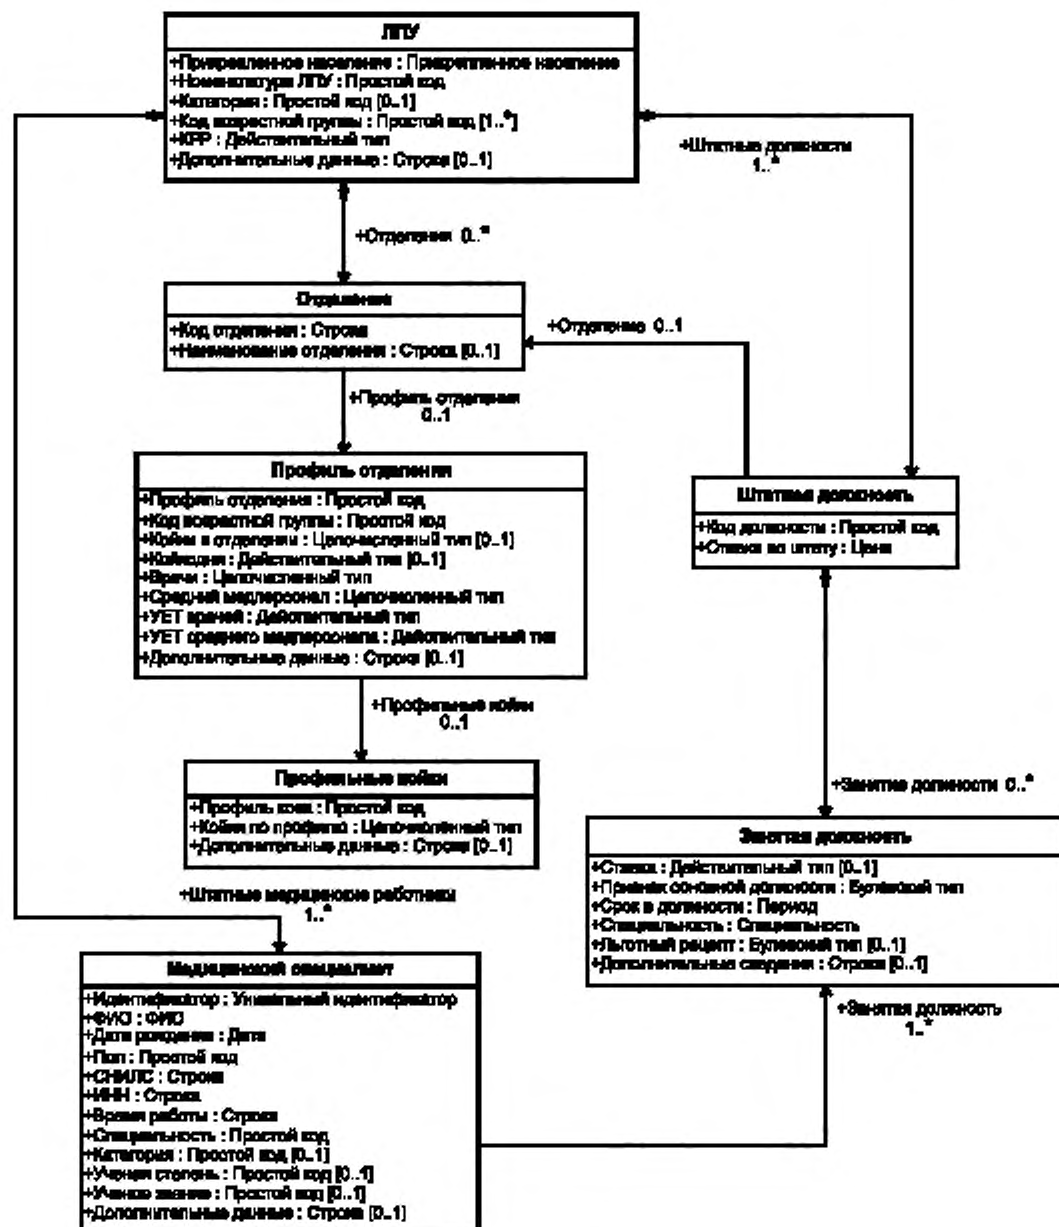 ЛПУ
+Прикрепленное население : Прикрепленное население
+Номенклатура ЛПУ : Простой код
+Категория : Простой код [0..1]
+Код возрастной группы : Простой код [1..*]
+КРР : Действительный тип
+Дополнительные данные : Строка [0..1]
+Штатные должности
1..*
+Отделения 0..*
Отделение
+Код отделения : Строка
+Наименование отделения : Строка [0..1]
+Отделение 0..1
+Профиль отделения
0..1
Профиль отделения
+Профиль отделения : Простой код
+Код возрастной группы : Простой код
+Койки в отделении : Целочисленный тип [0..1]
+Койкодни : Действительный тип [0..1]
+Врачи : Целочисленный тип
+Средний медперсонал : Целочисленный тип
+УЕТ врачей : Действительный тип
+УЕТ среднего медперсонала : Действительный тип
+Дополнительные данные : Строка [0..1]
Штатная должность
+Код должности : Простой код
+Ставка по штату : Цена
+Профильные койки
0..1
Профильные койки
+Профиль коек : Простой код
+Койки по профилю : Целочисленный тип
+Дополнительные данные : Строка [0..1]
+Занятие должности 0..*
Занятая должность
+Ставка : Действительный тип [0..1]
+Признак основной должности : Булевский тип
+Срок в должности : Период
+Специальность : Специальность
+Льготный рецепт : Булевский тип [0..1]
+Дополнительные сведения : Строка [0..1]
+Штатные медицинские работники
1..*
Медицинский специалист
+Идентификатор : Уникальный идентификатор
+ФИО : ФИО
+Дата рождения : Дата
+Пол : Простой код
+СНИЛС : Строка
+ИНН : Строка
+Время работы : Строка
+Специальность : Простой код
+Категория : Простой код [0..1]
+Ученая степень : Простой код [0..1]
+Ученое звание : Простой код [0..1]
+Дополнительные данные : Строка [0..1]
+Занятая должность
1..*